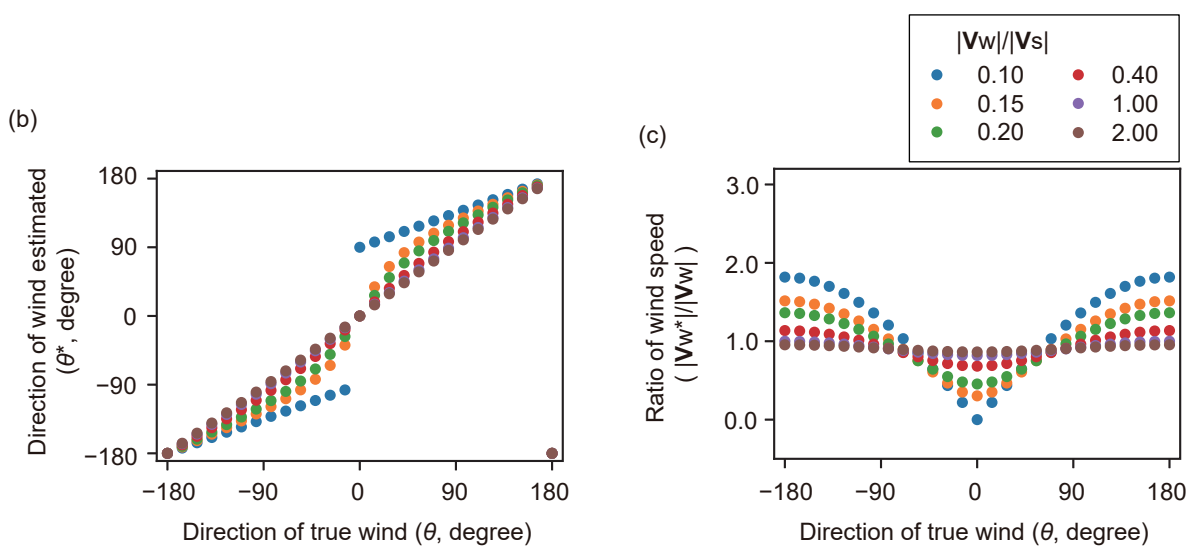 |Vw|/|Vs|
0.10
0.40
0.15
1.00
0.20
2.00
(b)
Direction of wind estimated
(θ*, degree)
180
90
0
−90
−180
−180
−90
0
90
180
Direction of true wind (θ, degree)
(c)
Ratio of wind speed
( |Vw*|/|Vw| )
3.0
2.0
1.0
0.0
−180
−90
0
90
180
Direction of true wind (θ, degree)